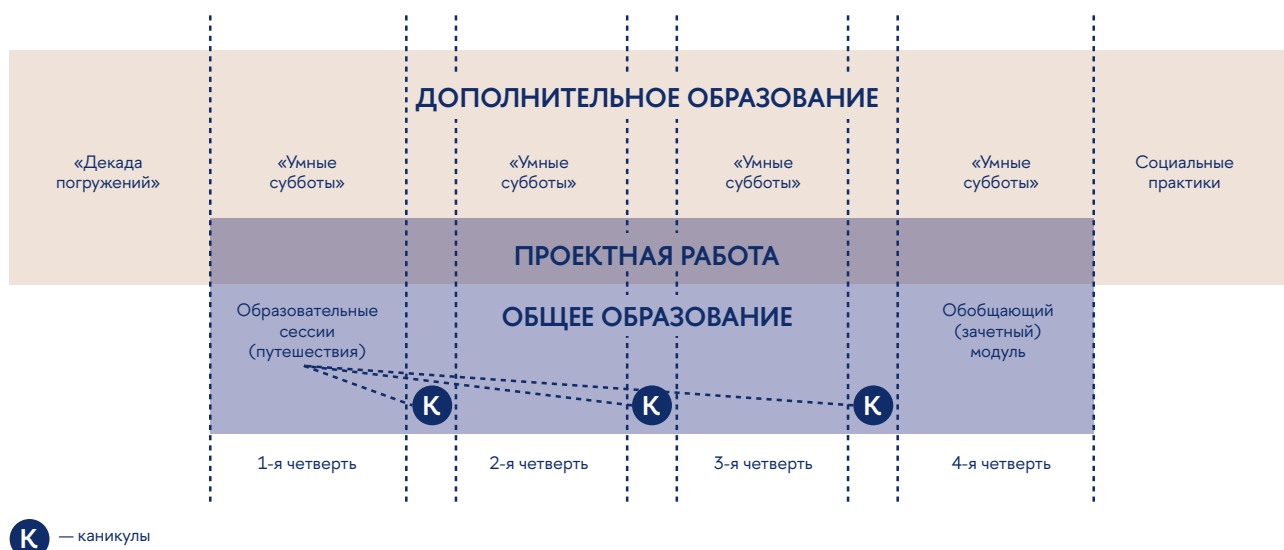 ДОПОЛНИТЕЛЬНОЕ ОБРАЗОВАНИЕ
«Декада
погружений»
«Умные
субботы»
«Умные
субботы»
«Умные
субботы»
«Умные
субботы»
Социальные
практики
ПРОЕКТНАЯ РАБОТА
Образовательные
сессии
(путешествия)
ОБЩЕЕ ОБРАЗОВАНИЕ
Обобщающий
(зачетный)
модуль
К
К
К
1-я четверть
2-я четверть
3-я четверть
4-я четверть
К — каникулы